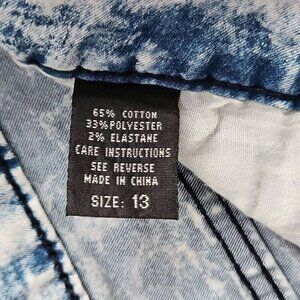 65% COTTON
33%POLYESTER
2% ELASTANE
CARE INSTRUCTIONS
SEE REVERSE
MADE IN CHINA
SIZE: 13